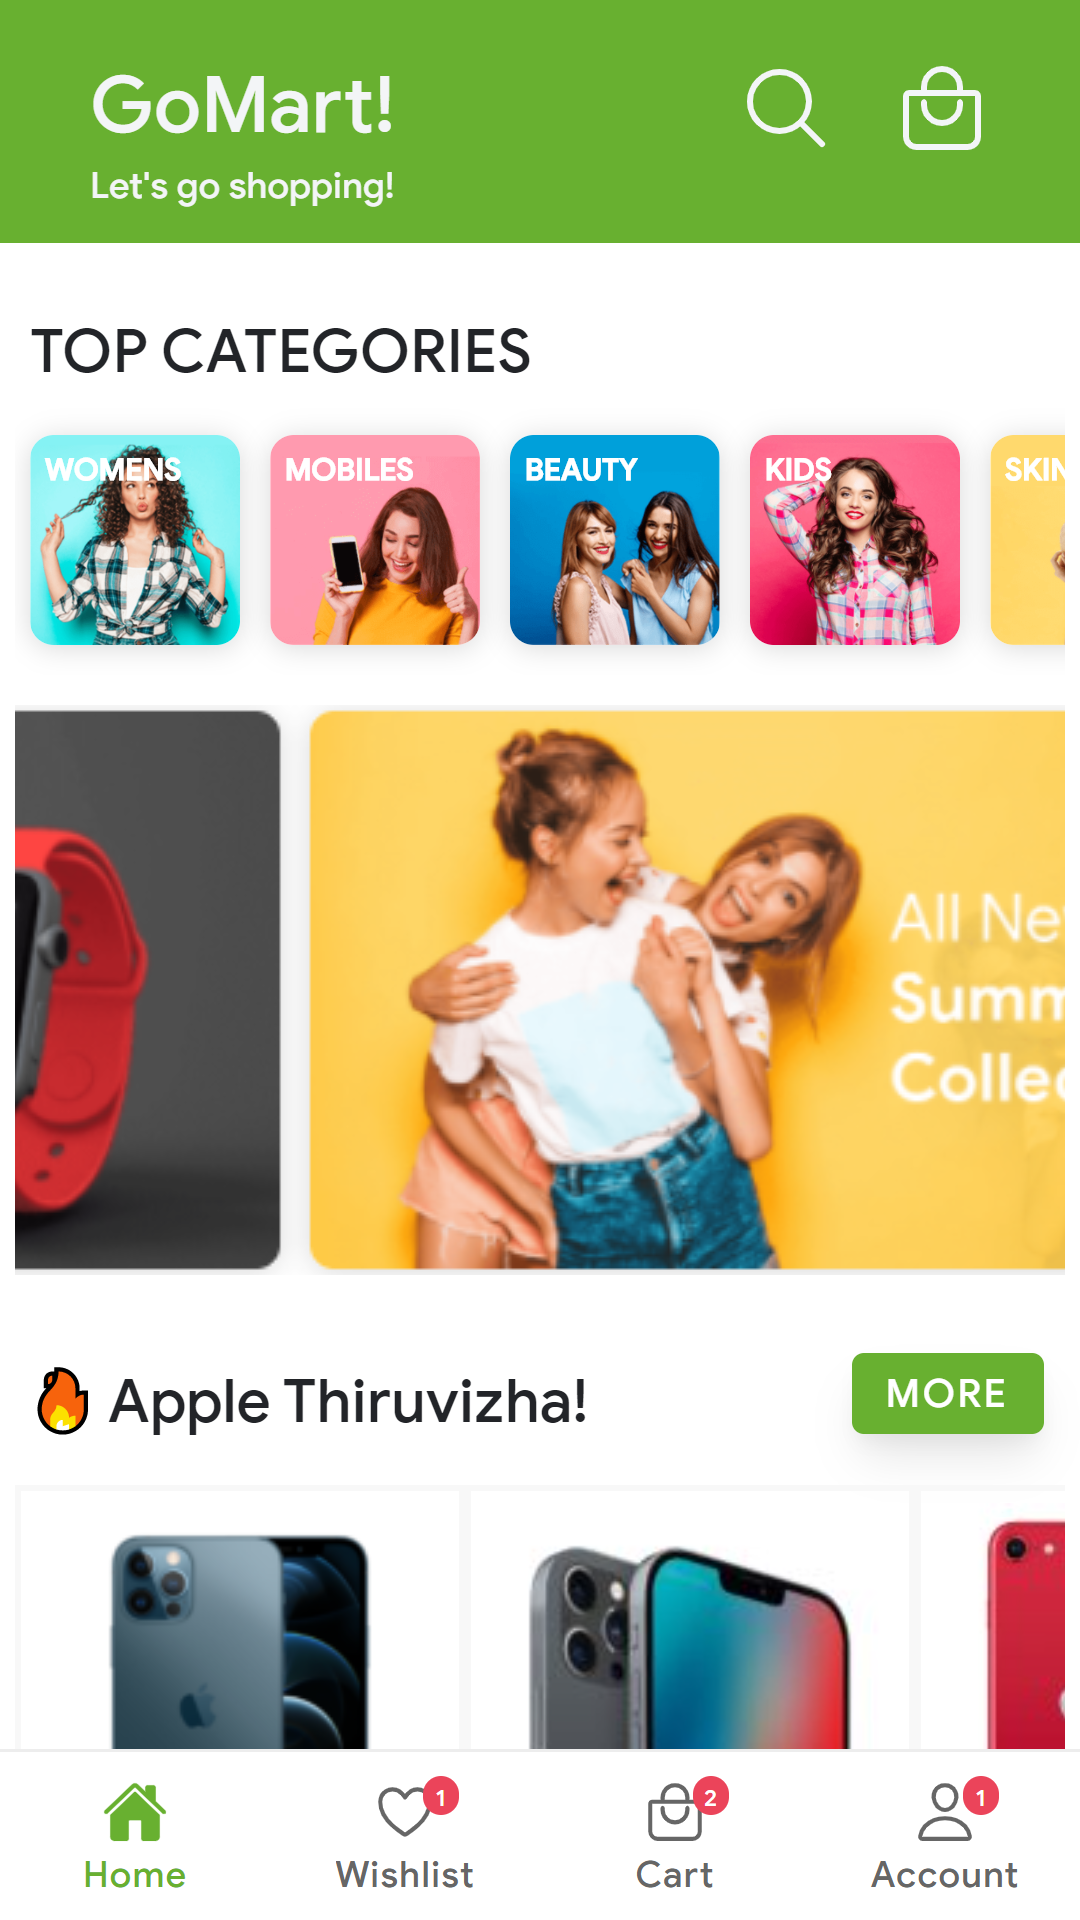 GoMart!
Let's go shopping!
TOP CATEGORIES
WOMENS
MOBILES
BEAUTY
KIDS
SKIN
All Ne
Summ
Colle
🔥 Apple Thiruvizha!
MORE
1
2
1
Home
Wishlist
Cart
Account